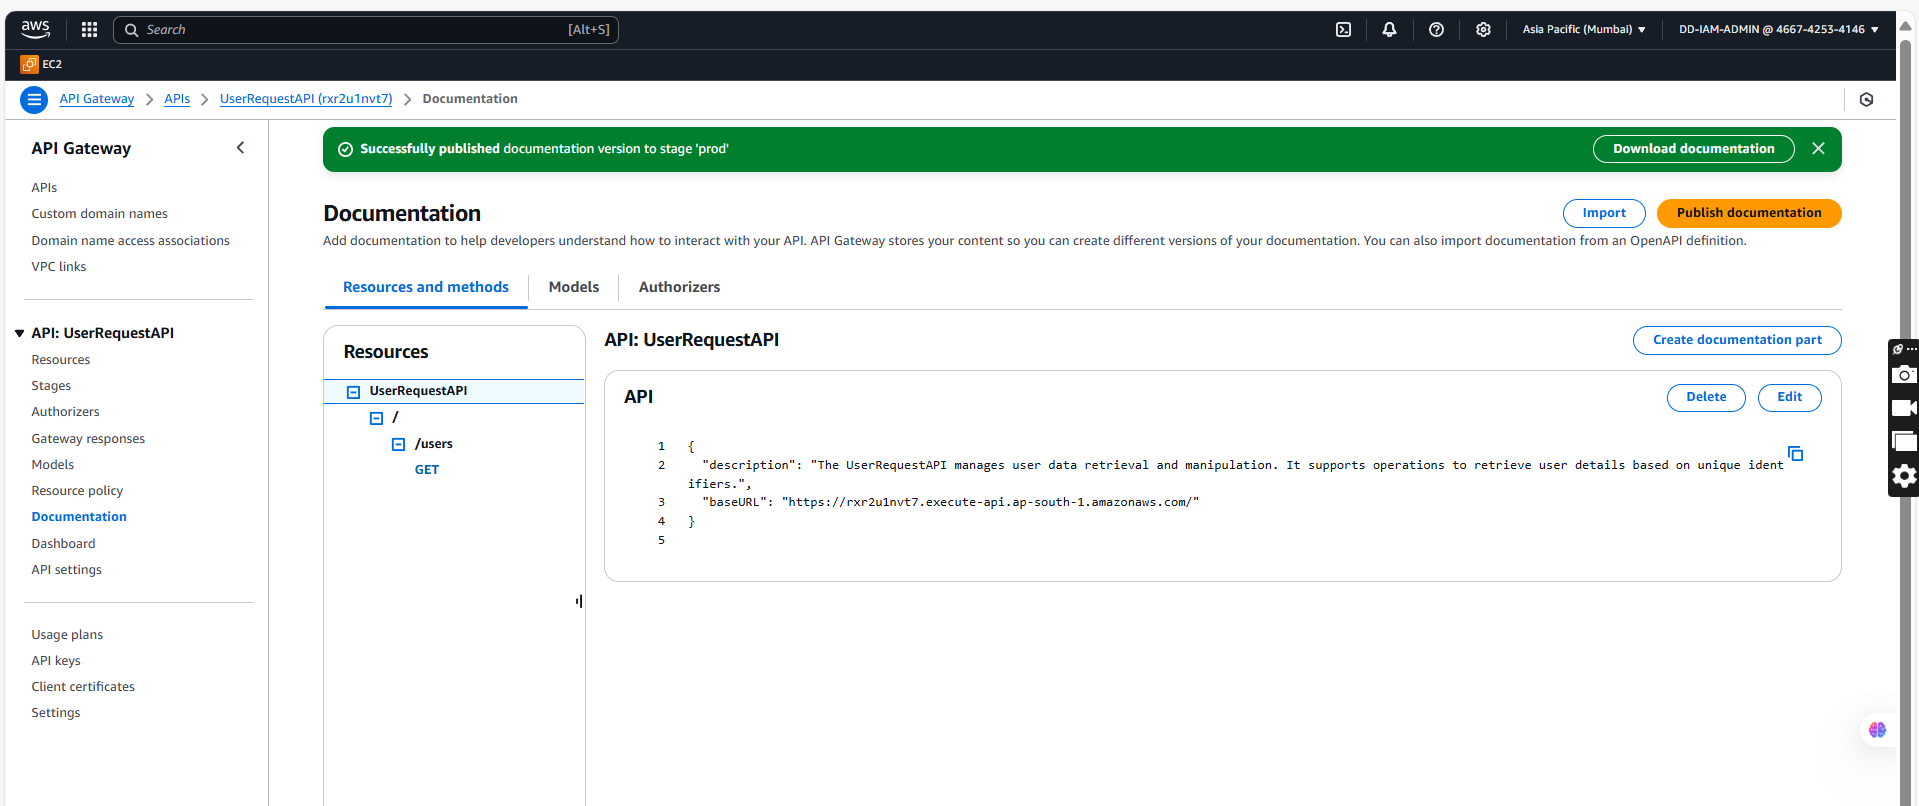 aws
Search [Alt+S]
Asia Pacific (Mumbai) ▼
DD-IAM-ADMIN @ 4667-4253-4146 ▼
EC2
API Gateway > APIs > UserRequestAPI (rxr2u1nvt7) > Documentation
API Gateway
APIs
Custom domain names
Domain name access associations
VPC links
▼ API: UserRequestAPI
Resources
Stages
Authorizers
Gateway responses
Models
Resource policy
Documentation
Dashboard
API settings
Usage plans
API keys
Client certificates
Settings
Successfully published documentation version to stage 'prod'
Download documentation
Documentation
Import
Publish documentation
Add documentation to help developers understand how to interact with your API. API Gateway stores your content so you can create different versions of your documentation. You can also import documentation from an OpenAPI definition.
Resources and methods
Models
Authorizers
Resources
UserRequestAPI
/
/users
GET
API: UserRequestAPI
Create documentation part
API
Delete
Edit
1 {
2 "description": "The UserRequestAPI manages user data retrieval and manipulation. It supports operations to retrieve user details based on unique ident
ifiers.",
3 "baseURL": "https://rxr2u1nvt7.execute-api.ap-south-1.amazonaws.com/"
4 }
5